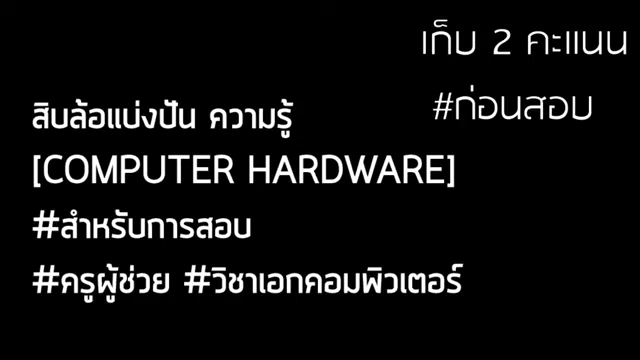 เก็บ 2 คะแนน
#ก่อนสอบ
สิบล้อแบ่งปัน ความรู้
[COMPUTER HARDWARE]
#สำหรับการสอบ
#ครูผู้ช่วย #วิชาเอกคอมพิวเตอร์